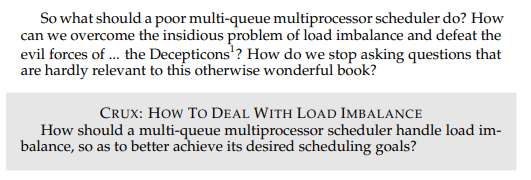 So what should a poor multi-queue multiprocessor scheduler do? How
can we overcome the insidious problem of load imbalance and defeat the
evil forces of ... the Decepticons¹? How do we stop asking questions that
are hardly relevant to this otherwise wonderful book?
CRUX: HOW TO DEAL WITH LOAD IMBALANCE
How should a multi-queue multiprocessor scheduler handle load im-
balance, so as to better achieve its desired scheduling goals?